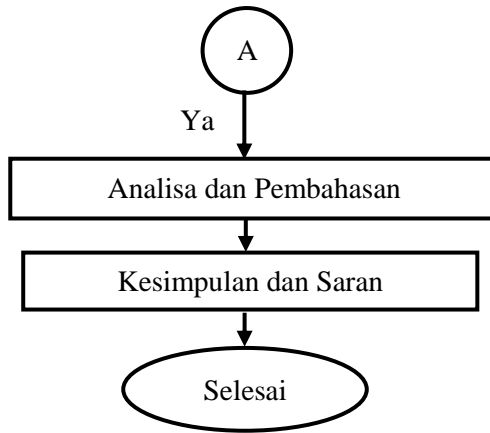 A
Ya
Analisa dan Pembahasan
Kesimpulan dan Saran
Selesai